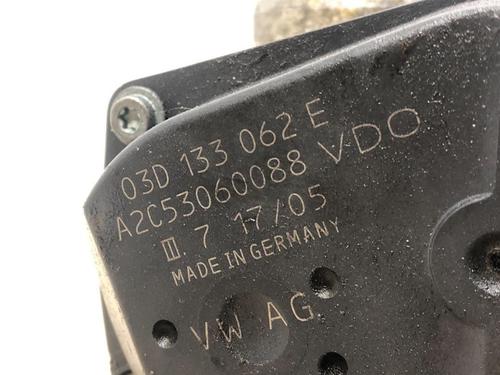 03D 133 062 E
A2C53060088 VDO
III. 7 17/05
MADE IN GERMANY
VW AG